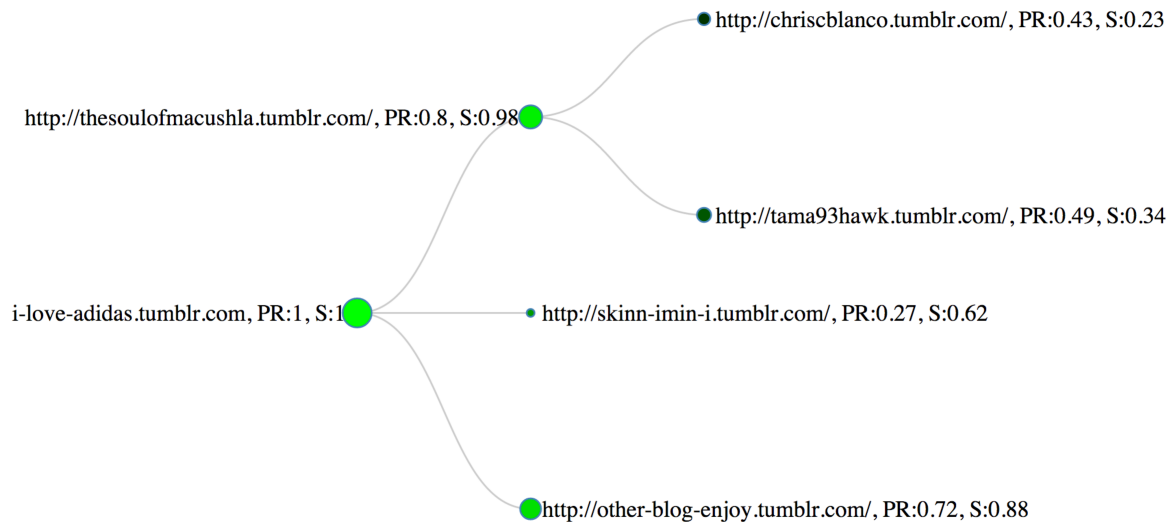 http://chriscblanco.tumblr.com/, PR:0.43, S:0.23
http://thesoulofmacushla.tumblr.com/, PR:0.8, S:0.98
http://tama93hawk.tumblr.com/, PR:0.49, S:0.34
i-love-adidas.tumblr.com, PR:1, S:1
http://skinn-imin-i.tumblr.com/, PR:0.27, S:0.62
http://other-blog-enjoy.tumblr.com/, PR:0.72, S:0.88